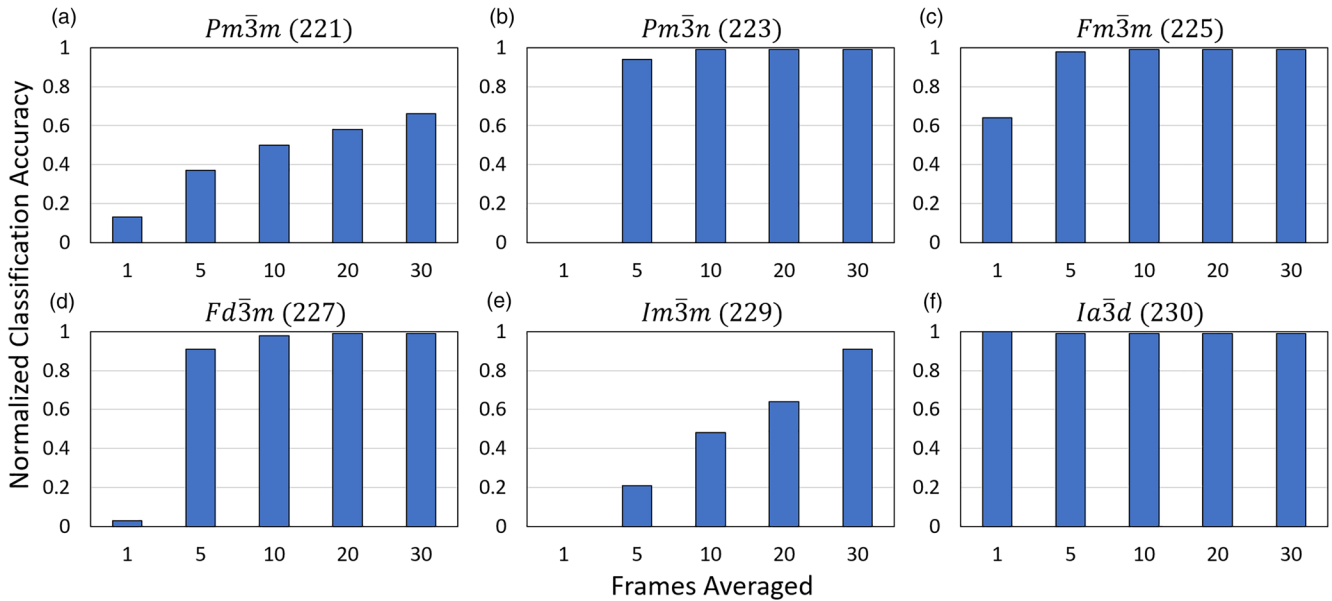 (a) Pm3̅m (221)
1
0.8
0.6
0.4
0.2
0
1 5 10 20 30
(b) Pm3̅n (223)
1
0.8
0.6
0.4
0.2
0
1 5 10 20 30
(c) Fm3̅m (225)
1
0.8
0.6
0.4
0.2
0
1 5 10 20 30
(d) Fd3̅m (227)
1
0.8
0.6
0.4
0.2
0
1 5 10 20 30
(e) Im3̅m (229)
1
0.8
0.6
0.4
0.2
0
1 5 10 20 30
(f) Ia3̅d (230)
1
0.8
0.6
0.4
0.2
0
1 5 10 20 30
Normalized Classification Accuracy
Frames Averaged